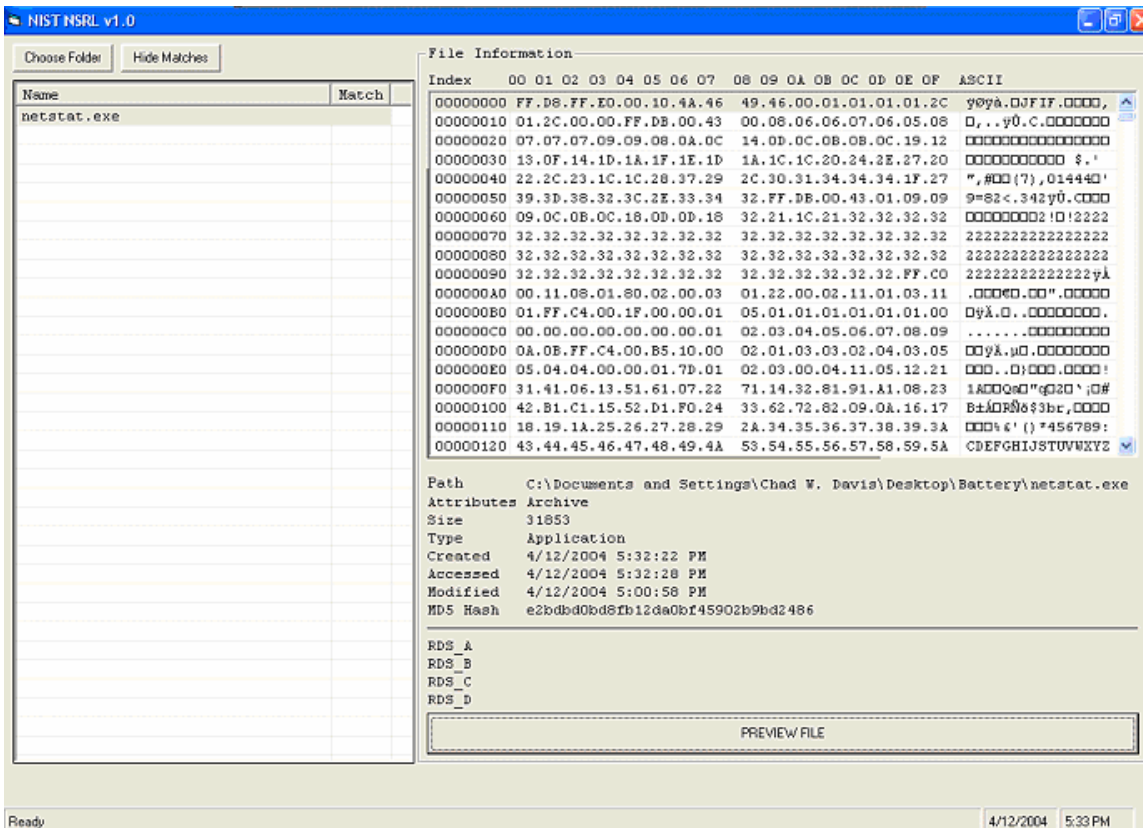 NIST NSRL v1.0
Choose Folder
Hide Matches
Name Match
netstat.exe
File Information
Index 00 01 02 03 04 05 06 07 08 09 0A 0B 0C 0D 0E 0F ASCII
00000000 FF.D8.FF.E0.00.10.4A.46 49.46.00.01.01.01.01.2C ÿØÿà.□JFIF.□□□□,
00000010 01.2C.00.00.FF.DB.00.43 00.08.06.06.07.06.05.08 □,..ÿÛ.C.□□□□□□□
00000020 07.07.07.09.09.08.0A.0C 14.0D.0C.0B.0B.0C.19.12 □□□□□□□□□□□□□□□□
00000030 13.0F.14.1D.1A.1F.1E.1D 1A.1C.1C.20.24.2E.27.20 □□□□□□□□□□□ $.'
00000040 22.2C.23.1C.1C.28.37.29 2C.30.31.34.34.34.1F.27 ",#□□(7),01444□'
00000050 39.3D.38.32.3C.2E.33.34 32.FF.DB.00.43.01.09.09 9=82<.342ÿÛ.C□□□
00000060 09.0C.0B.0C.18.0D.0D.18 32.21.1C.21.32.32.32.32 □□□□□□□□2!□!2222
00000070 32.32.32.32.32.32.32.32 32.32.32.32.32.32.32.32 2222222222222222
00000080 32.32.32.32.32.32.32.32 32.32.32.32.32.32.32.32 2222222222222222
00000090 32.32.32.32.32.32.32.32 32.32.32.32.32.32.FF.C0 22222222222222ÿÀ
000000A0 00.11.08.01.80.02.00.03 01.22.00.02.11.01.03.11 .□□□€□.□□".□□□□□
000000B0 01.FF.C4.00.1F.00.00.01 05.01.01.01.01.01.01.00 □ÿÄ.□..□□□□□□□□.
000000C0 00.00.00.00.00.00.00.01 02.03.04.05.06.07.08.09 .......□□□□□□□□□
000000D0 0A.0B.FF.C4.00.B5.10.00 02.01.03.03.02.04.03.05 □□ÿÄ.µ□.□□□□□□□□
000000E0 05.04.04.00.00.01.7D.01 02.03.00.04.11.05.12.21 □□□..□}□□□.□□□□!
000000F0 31.41.06.13.51.61.07.22 71.14.32.81.91.A1.08.23 1A□□Qa□"q□2□‘¡□#
00000100 42.B1.C1.15.52.D1.F0.24 33.62.72.82.09.0A.16.17 B±Á□RÑð$3br‚□□□□
00000110 18.19.1A.25.26.27.28.29 2A.34.35.36.37.38.39.3A □□□%&'()*456789:
00000120 43.44.45.46.47.48.49.4A 53.54.55.56.57.58.59.5A CDEFGHIJSTUVWXYZ
Path C:\Documents and Settings\Chad W. Davis\Desktop\Battery\netstat.exe
Attributes Archive
Size 31853
Type Application
Created 4/12/2004 5:32:22 PM
Accessed 4/12/2004 5:32:28 PM
Modified 4/12/2004 5:00:58 PM
MD5 Hash e2bdbd0bd8fb12da0bf45902b9bd2486
RDS_A
RDS_B
RDS_C
RDS_D
PREVIEW FILE
Ready
4/12/2004 5:33 PM